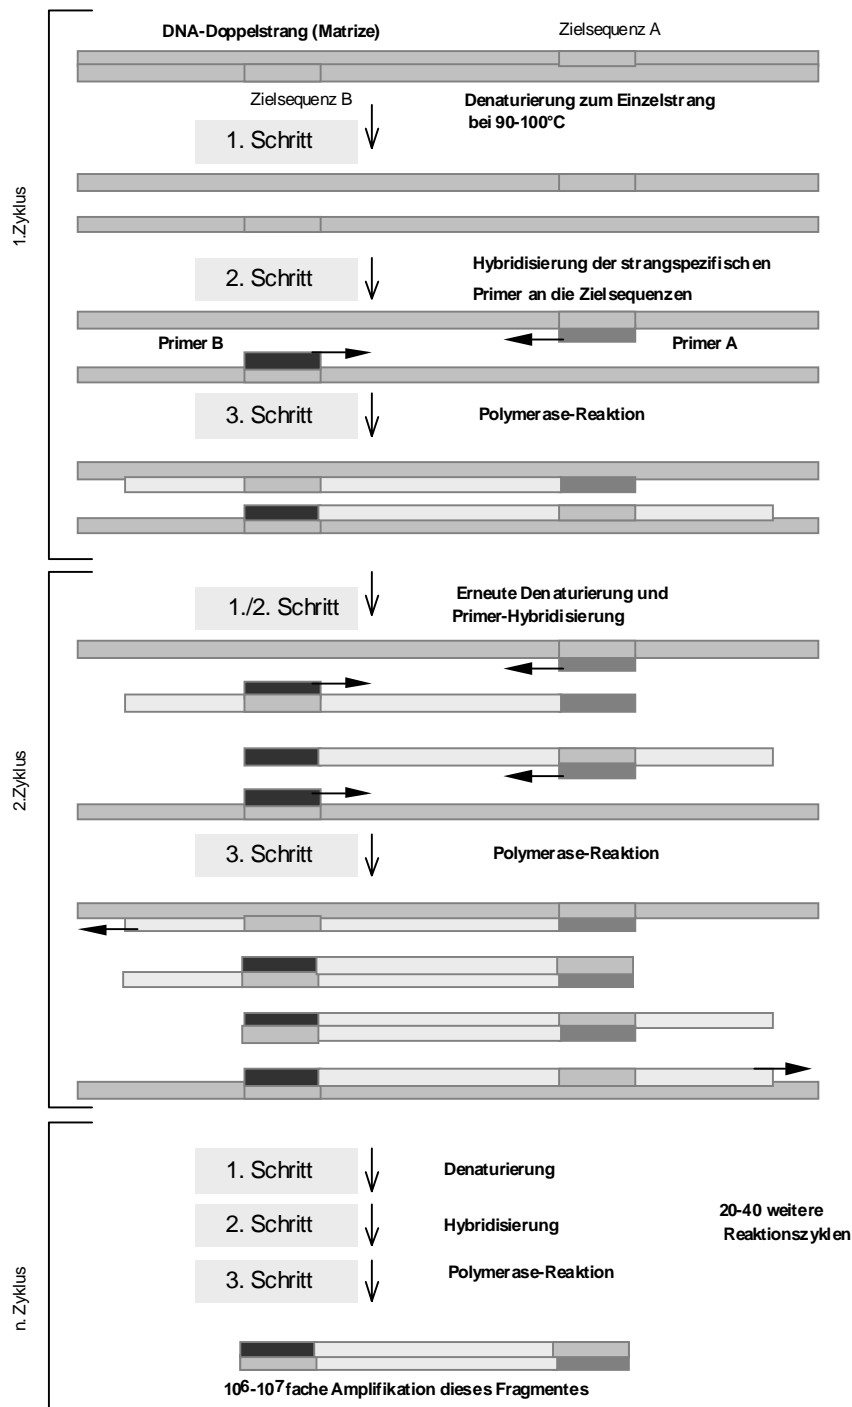 DNA-Doppelstrang (Matrize)
Zielsequenz A
Zielsequenz B
Denaturierung zum Einzelstrang
bei 90-100°C
1. Schritt
1.Zyklus
2. Schritt
Hybridisierung der strangspezifischen
Primer an die Zielsequenzen
Primer B
Primer A
3. Schritt
Polymerase-Reaktion
1./2. Schritt
Erneute Denaturierung und
Primer-Hybridisierung
2.Zyklus
3. Schritt
Polymerase-Reaktion
1. Schritt
Denaturierung
2. Schritt
Hybridisierung
20-40 weitere
Reaktionszyklen
3. Schritt
Polymerase-Reaktion
n. Zyklus
10⁶-10⁷fache Amplifikation dieses Fragmentes